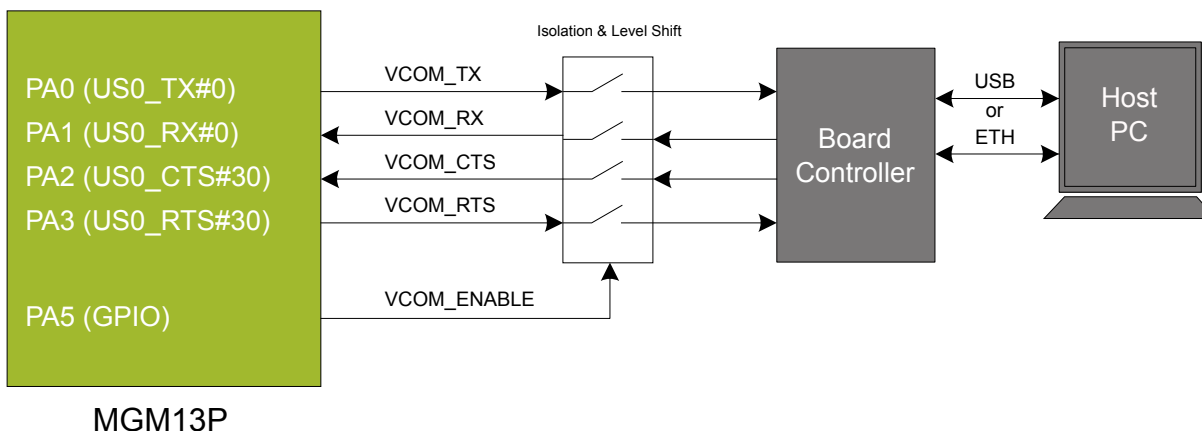 Isolation & Level Shift
PA0 (US0_TX#0)
PA1 (US0_RX#0)
PA2 (US0_CTS#30)
PA3 (US0_RTS#30)
PA5 (GPIO)
VCOM_TX
VCOM_RX
VCOM_CTS
VCOM_RTS
VCOM_ENABLE
Board
Controller
USB
or
ETH
Host
PC
MGM13P